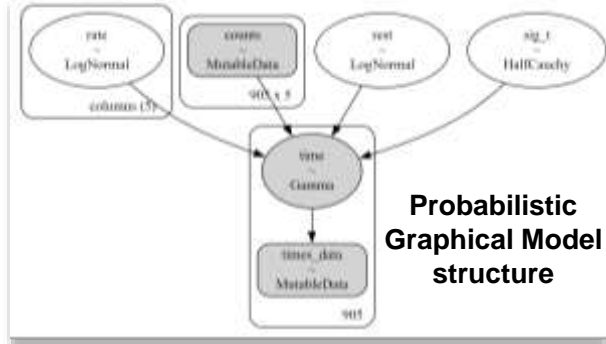 rate
~
LogNormal
columns (5)
counts
~
MutableData
905 x 5
rest
~
LogNormal
sig_t
~
HalfCauchy
time
~
Gamma
times_data
~
MutableData
905
Probabilistic
Graphical Model
structure